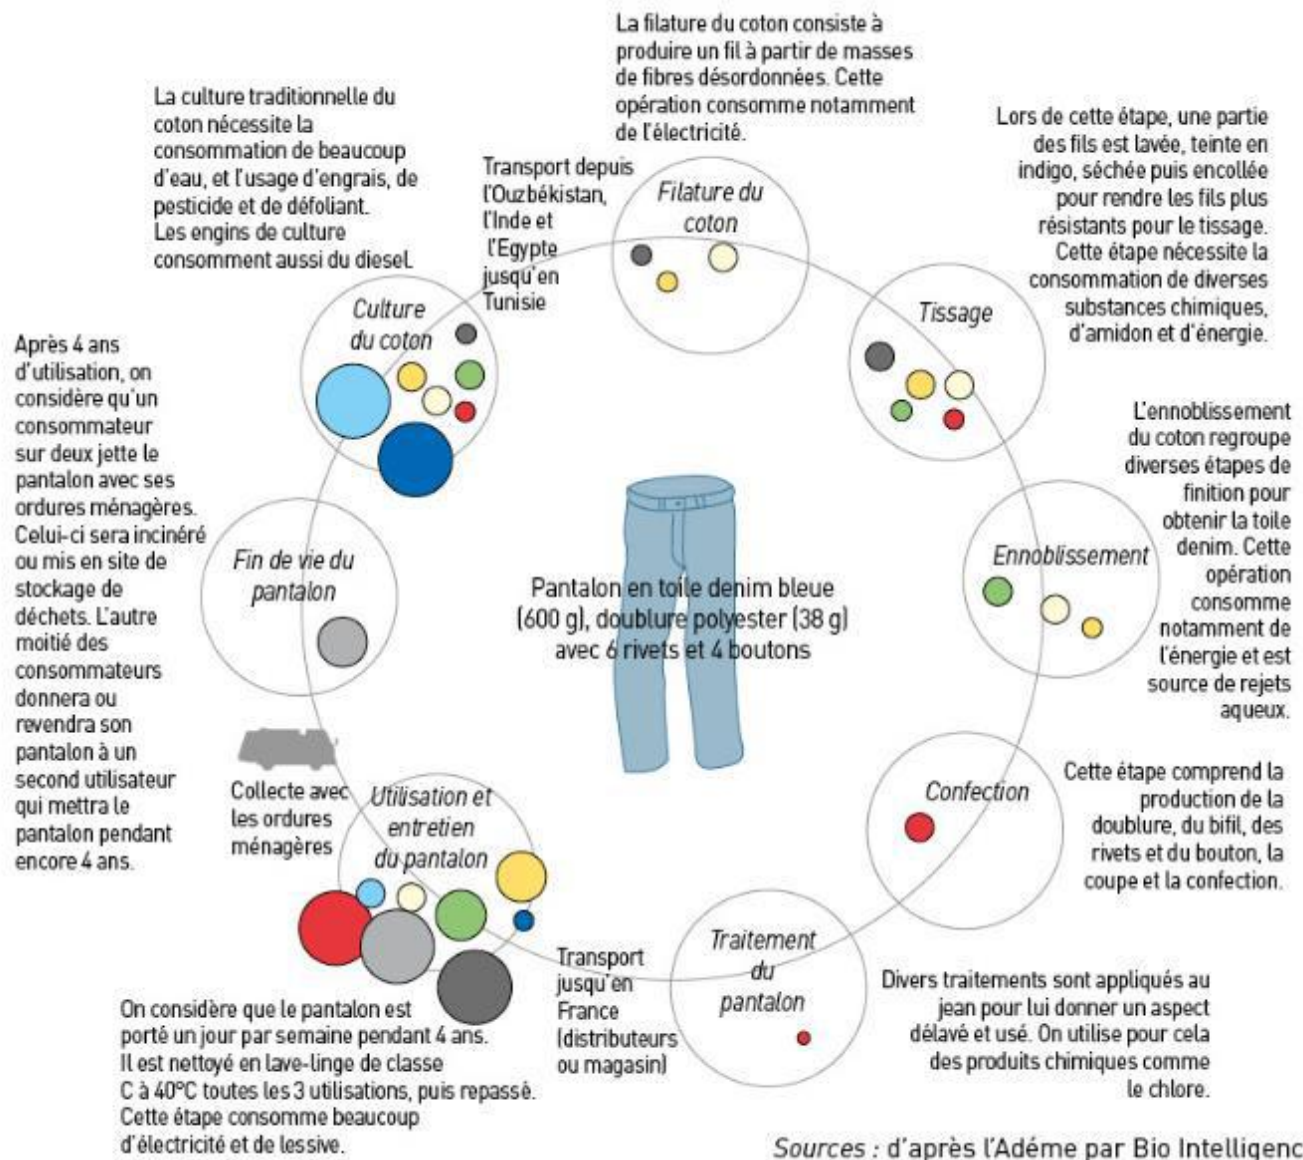 La filature du coton consiste à
produire un fil à partir de masses
de fibres désordonnées. Cette
opération consomme notamment
de l'électricité.
La culture traditionnelle du
coton nécessite la
consommation de beaucoup
d'eau, et l'usage d'engrais, de
pesticide et de défoliant.
Les engins de culture
consomment aussi du diesel.
Transport depuis
l'Ouzbékistan,
l'Inde et
l'Egypte
jusqu'en
Tunisie
Filature du
coton
Lors de cette étape, une partie
des fils est lavée, teinte en
indigo, séchée puis encollée
pour rendre les fils plus
résistants pour le tissage.
Cette étape nécessite la
consommation de diverses
substances chimiques,
d'amidon et d'énergie.
Culture
du coton
Tissage
Après 4 ans
d'utilisation, on
considère qu'un
consommateur
sur deux jette le
pantalon avec ses
ordures ménagères.
Celui-ci sera incinéré
ou mis en site de
stockage de
déchets. L'autre
moitié des
consommateurs
donnera ou
revendra son
pantalon à un
second utilisateur
qui mettra le
pantalon pendant
encore 4 ans.
L'ennoblissement
du coton regroupe
diverses étapes de
finition pour
obtenir la toile
denim. Cette
opération
consomme
notamment de
l'énergie et est
source de rejets
aqueux.
Fin de vie du
pantalon
Pantalon en toile denim bleue
(600 g), doublure polyester (38 g)
avec 6 rivets et 4 boutons
Ennoblissement
Collecte avec
les ordures
ménagères
Utilisation et
entretien
du pantalon
Confection
Cette étape comprend la
production de la
doublure, du bifil, des
rivets et du bouton, la
coupe et la confection.
Transport
jusqu'en
France
(distributeurs
ou magasin)
Traitement
du
pantalon
Divers traitements sont appliqués au
jean pour lui donner un aspect
délavé et usé. On utilise pour cela
des produits chimiques comme
le chlore.
On considère que le pantalon est
porté un jour par semaine pendant 4 ans.
Il est nettoyé en lave-linge de classe
C à 40°C toutes les 3 utilisations, puis repassé.
Cette étape consomme beaucoup
d'électricité et de lessive.
Sources : d'après l'Adéme par Bio Intelligenc